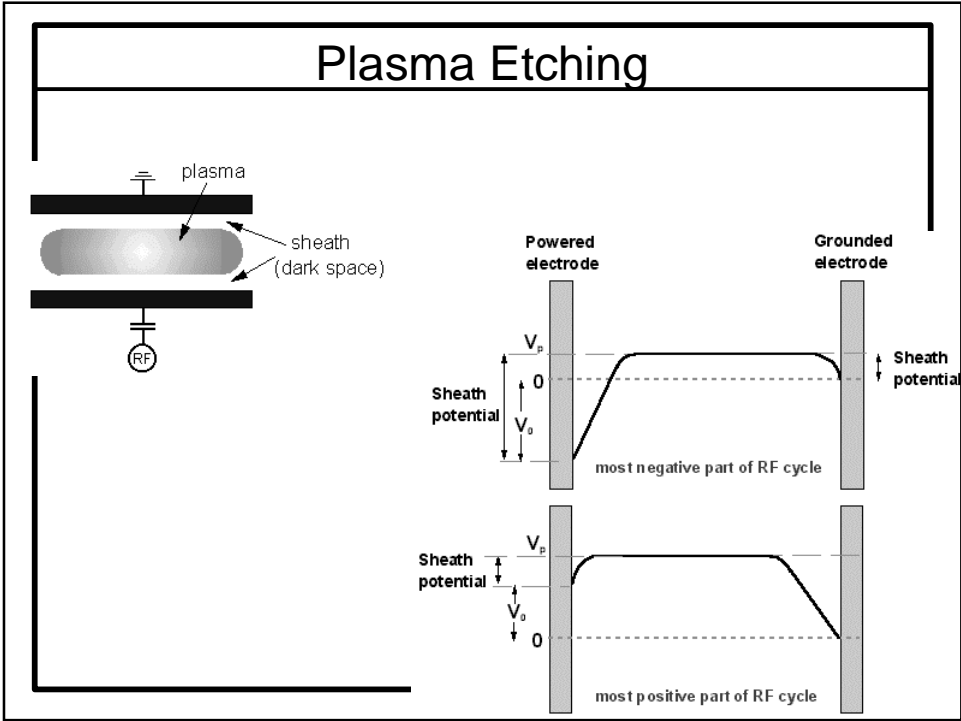 Plasma Etching
plasma
sheath
(dark space)
RF
Powered
electrode
Grounded
electrode
Vp
0
Sheath
potential
V0
Sheath
potential
most negative part of RF cycle
Vp
Sheath
potential
V0
0
most positive part of RF cycle